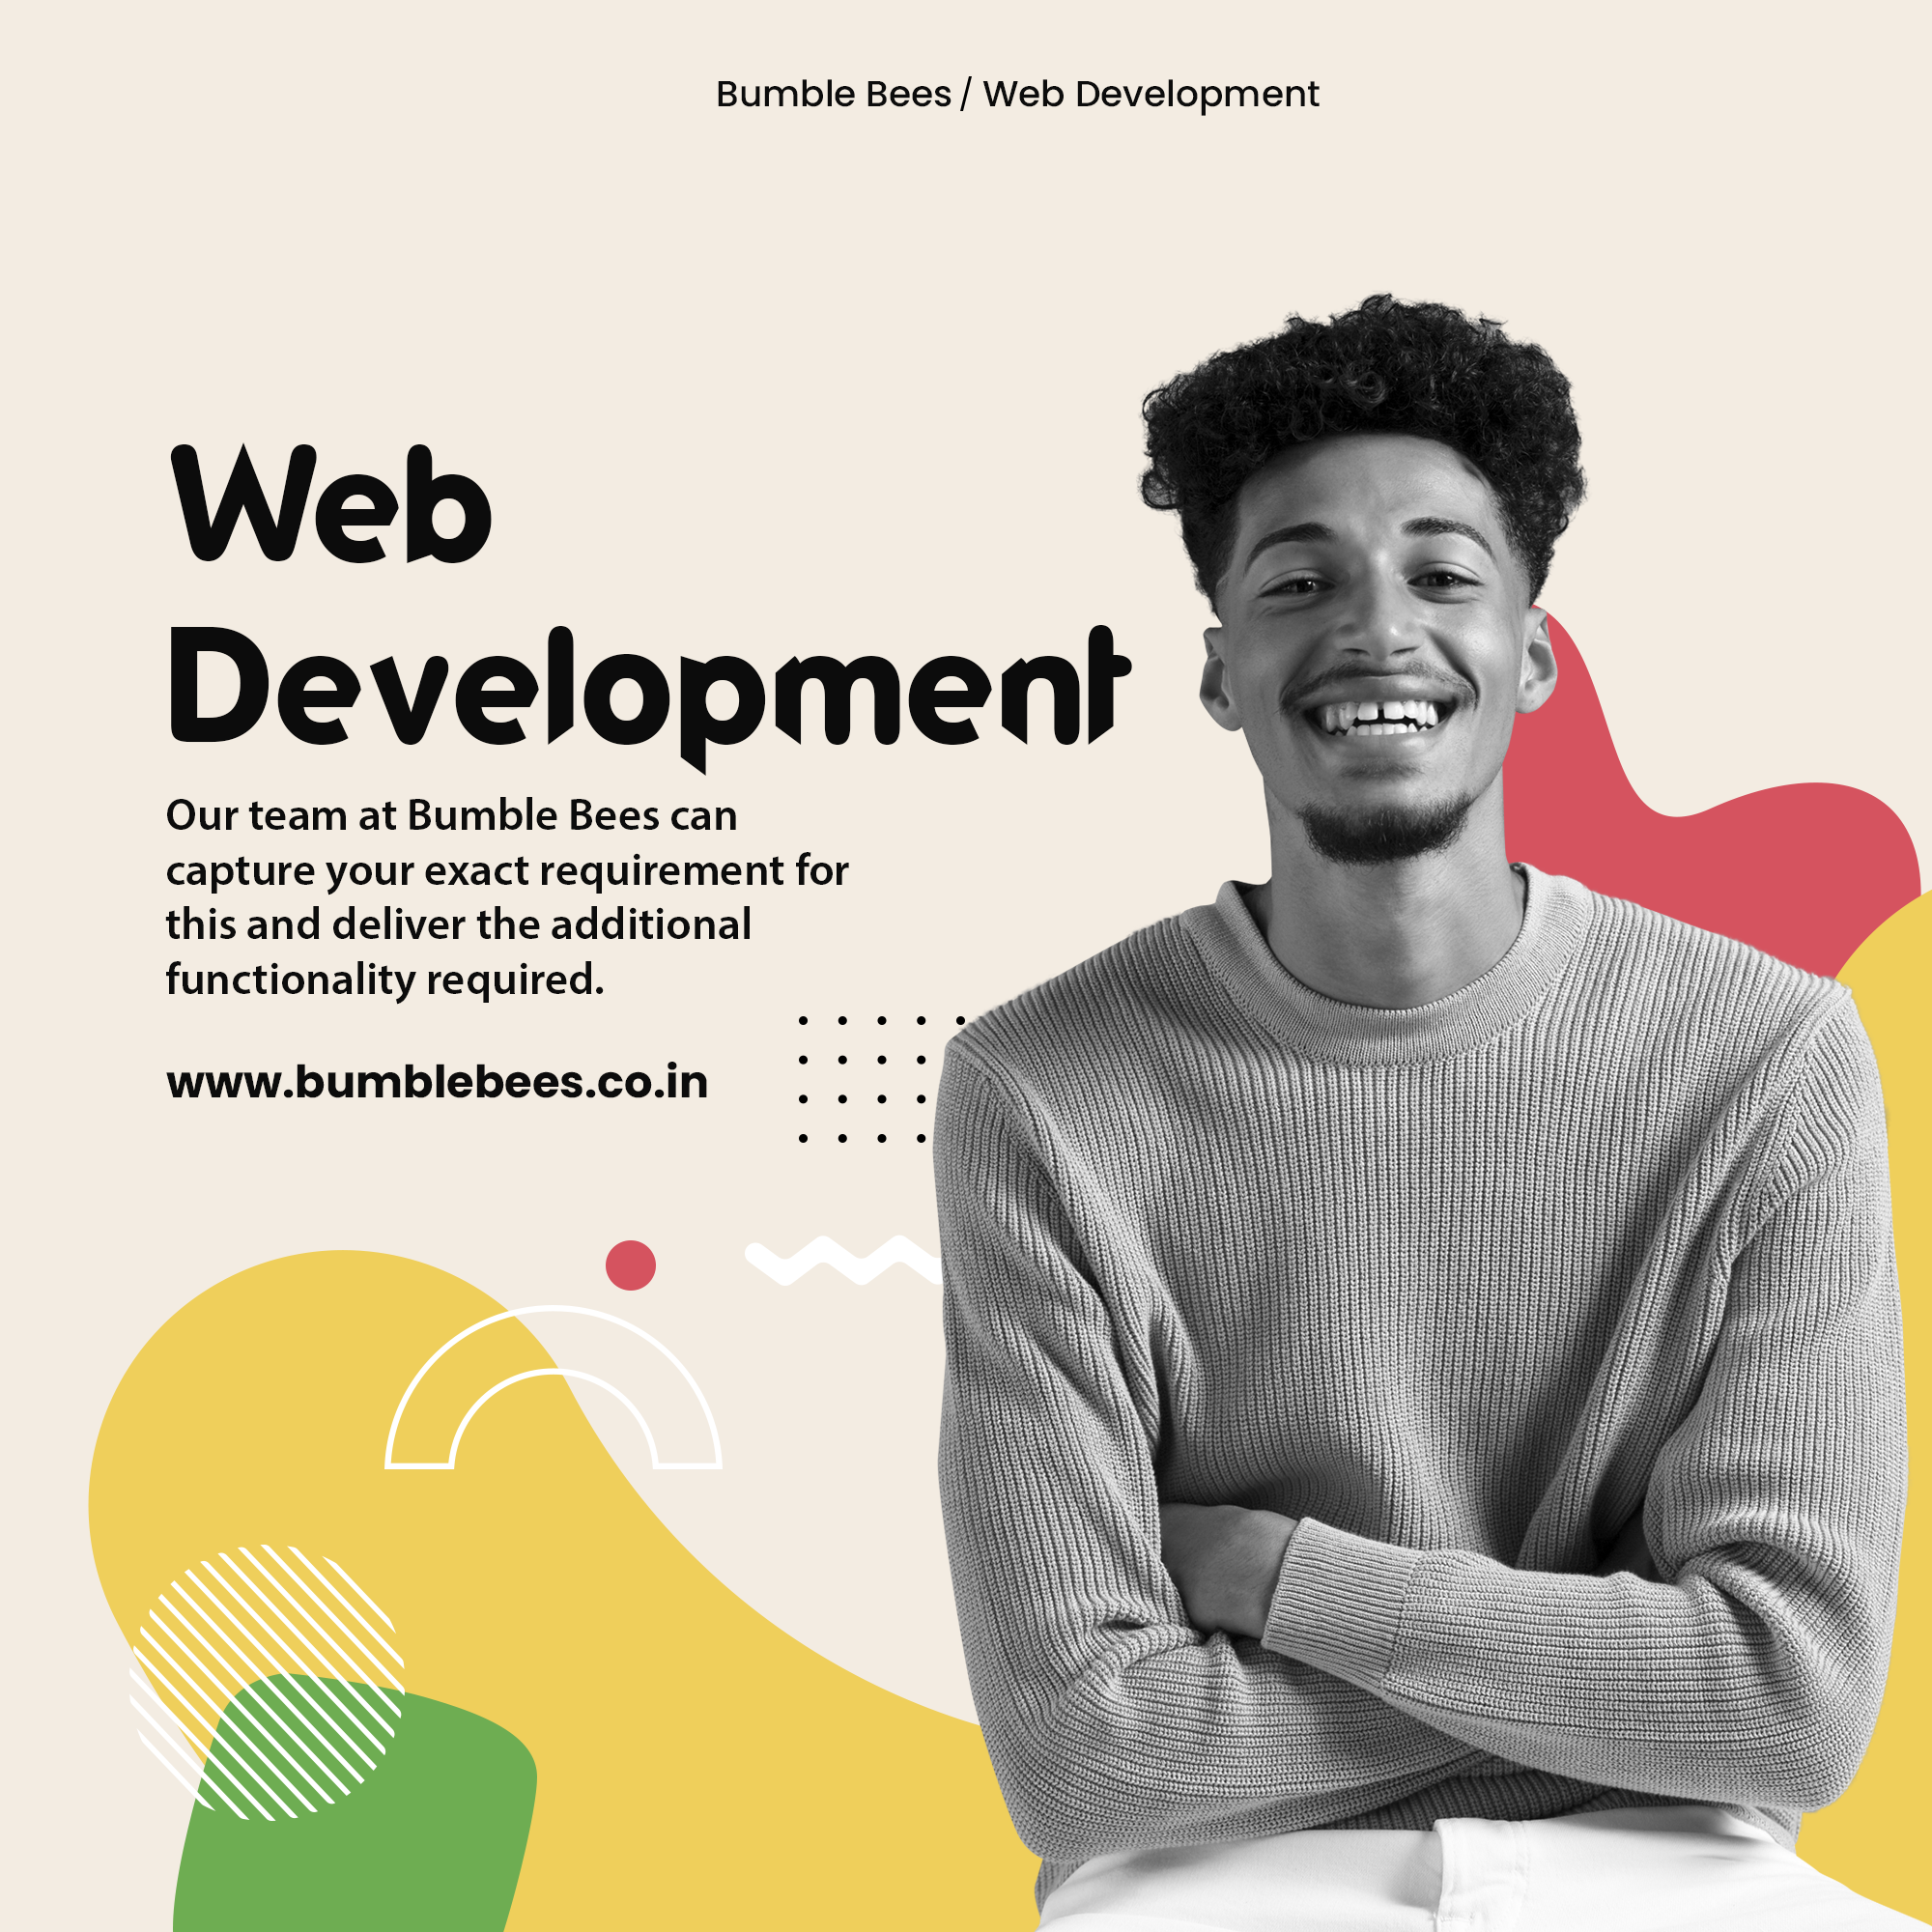 Bumble Bees / Web Development
Web
Development
Our team at Bumble Bees can
capture your exact requirement for
this and deliver the additional
functionality required.
www.bumblebees.co.in